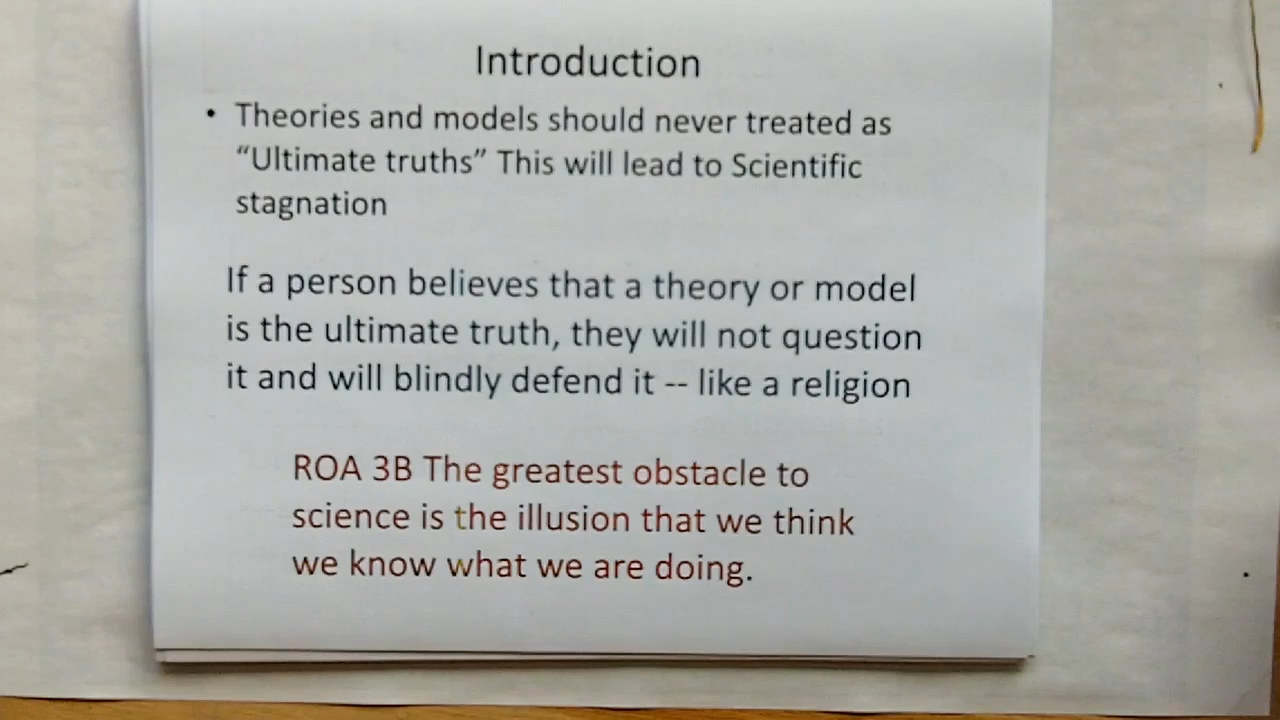 Introduction
• Theories and models should never treated as
“Ultimate truths” This will lead to Scientific
stagnation
If a person believes that a theory or model
is the ultimate truth, they will not question
it and will blindly defend it -- like a religion
ROA 3B The greatest obstacle to
science is the illusion that we think
we know what we are doing.